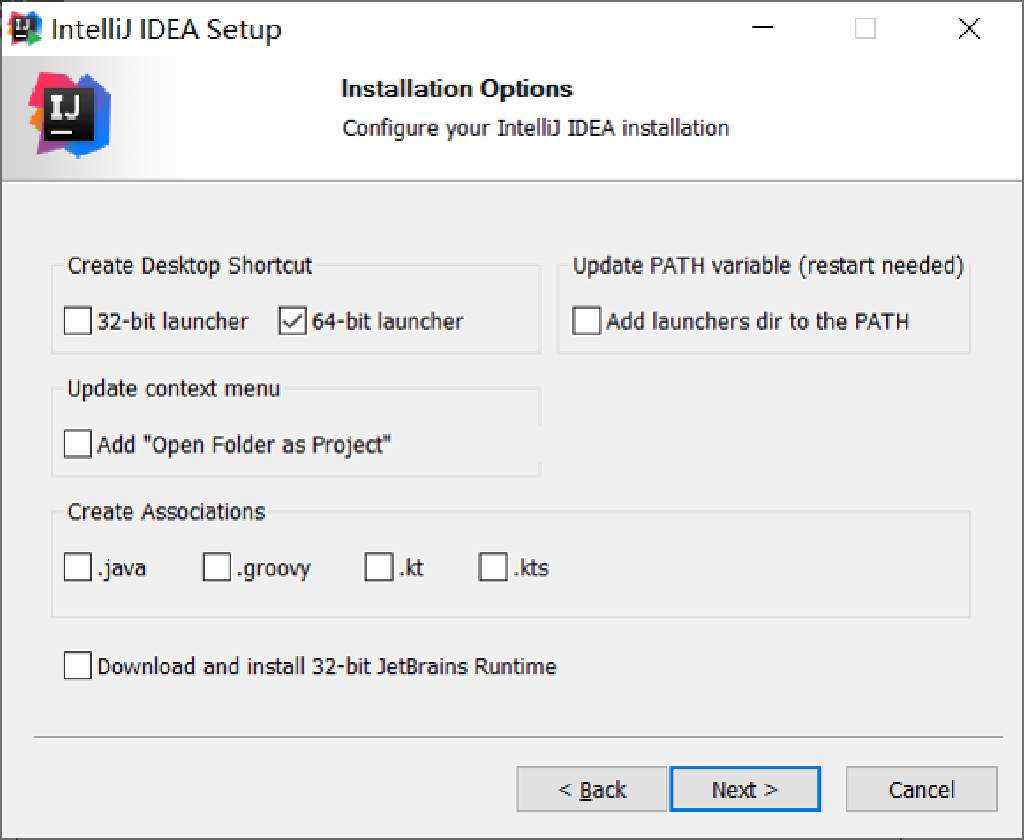 IntelliJ IDEA Setup
IJ
Installation Options
Configure your IntelliJ IDEA installation
Create Desktop Shortcut
32-bit launcher
64-bit launcher
Update PATH variable (restart needed)
Add launchers dir to the PATH
Update context menu
Add "Open Folder as Project"
Create Associations
.java
.groovy
.kt
.kts
Download and install 32-bit JetBrains Runtime
< Back
Next >
Cancel